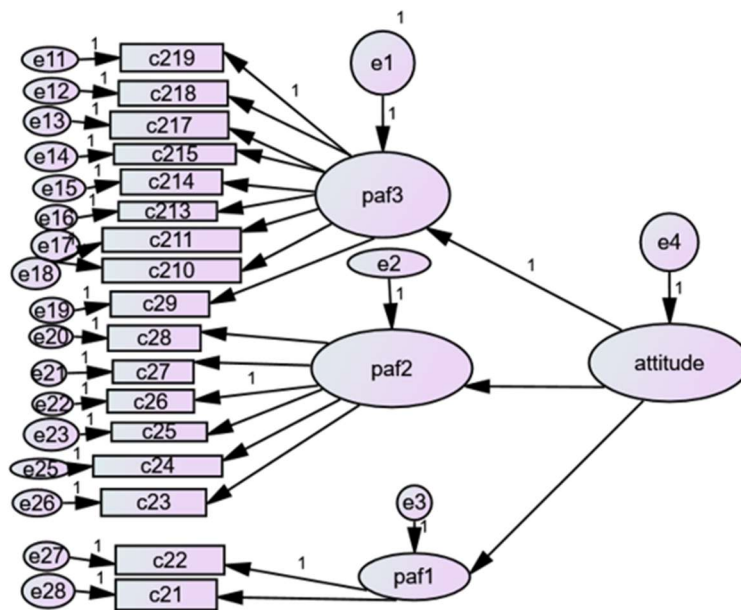 1
e11 1 c219
e1
e12 1 c218
1
e13 1 c217
1
e14 1 c215
e15 1 c214
paf3
e16 1 c213
e17 c211
e4
e18 c210
e2
1
1
e19 1 c29
1
e20 1 c28
e21 1 c27
paf2
attitude
e22 1 c26
1
e23 1 c25
e25 1 c24
e26 1 c23
e3
1
e27 1 c22
1
paf1
e28 1 c21